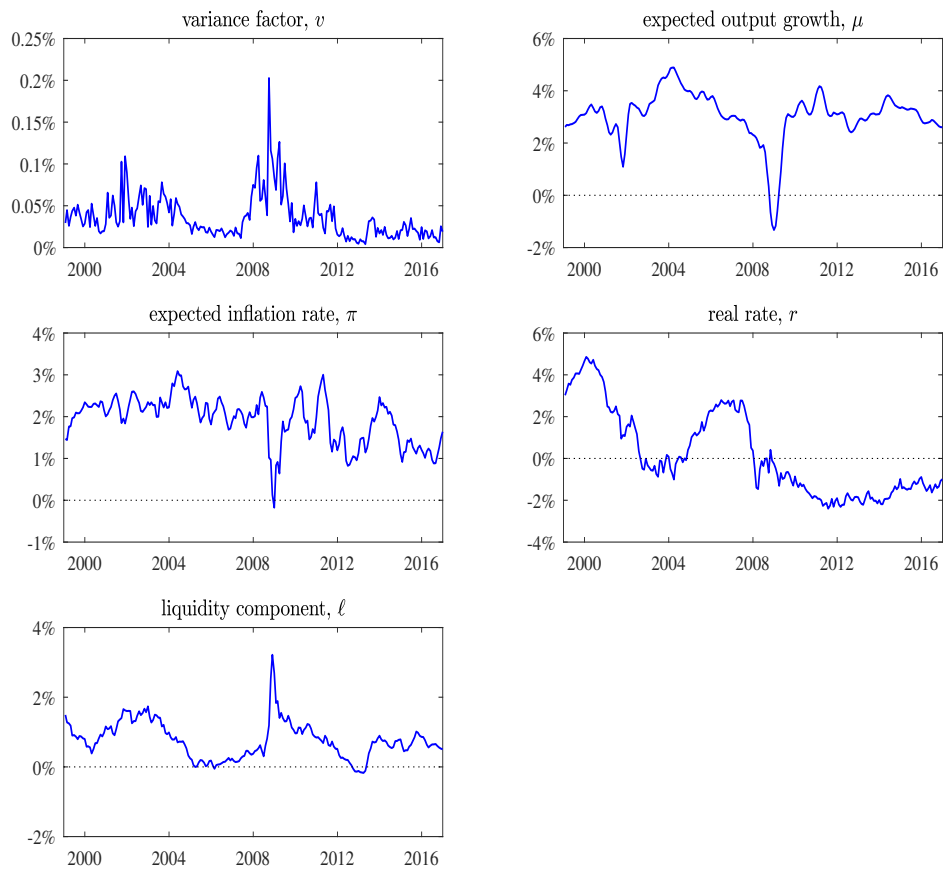 variance factor, v
0.25%
0.2%
0.15%
0.1%
0.05%
0%
2000 2004 2008 2012 2016
expected output growth, μ
6%
4%
2%
0%
-2%
2000 2004 2008 2012 2016
expected inflation rate, π
4%
3%
2%
1%
0%
-1%
2000 2004 2008 2012 2016
real rate, r
6%
4%
2%
0%
-2%
-4%
2000 2004 2008 2012 2016
liquidity component, ℓ
4%
2%
0%
-2%
2000 2004 2008 2012 2016